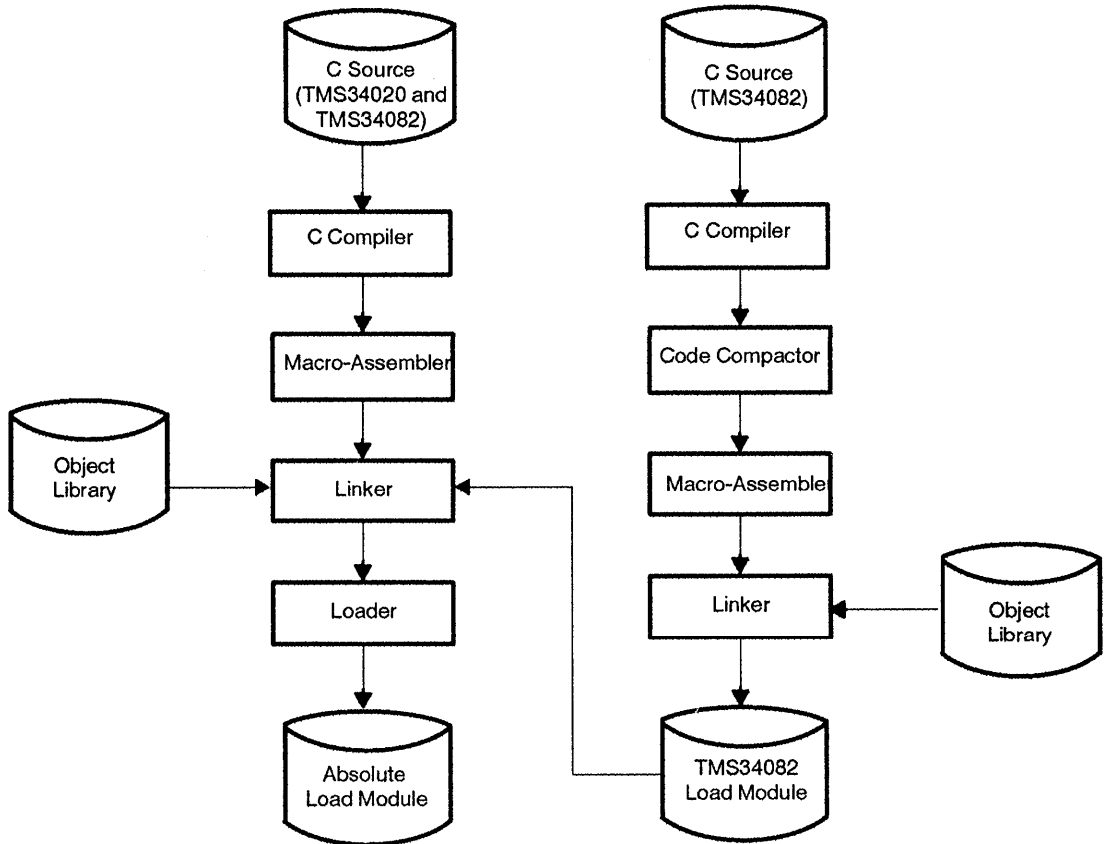 C Source
(TMS34020 and
TMS34082)
C Compiler
Macro-Assembler
Object
Library
Linker
Loader
Absolute
Load Module
C Source
(TMS34082)
C Compiler
Code Compactor
Macro-Assemble
Linker
Object
Library
TMS34082
Load Module